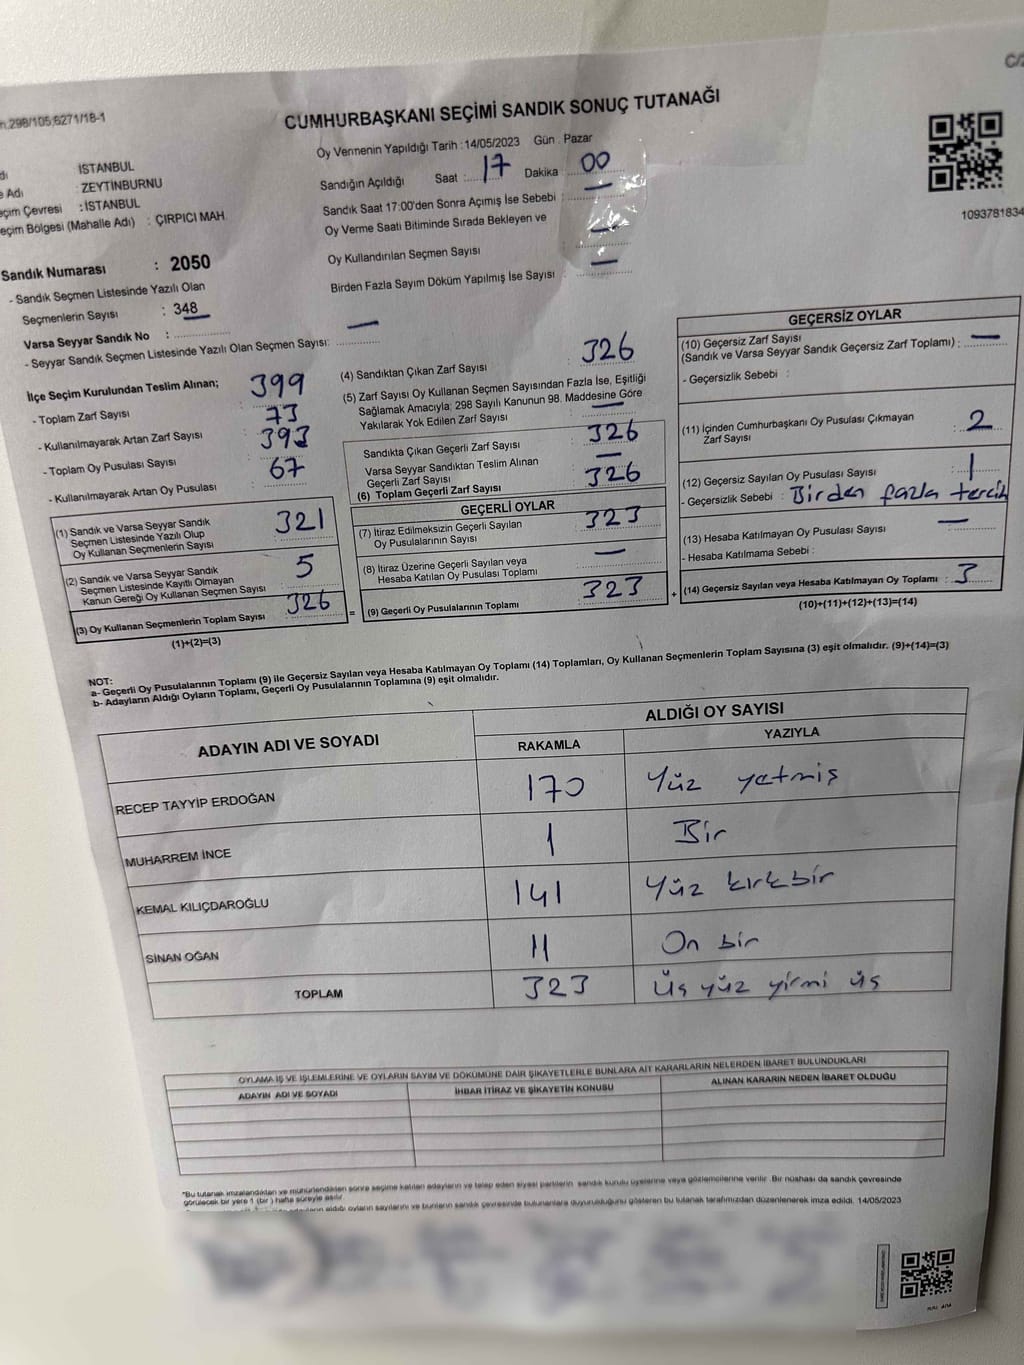 C/2
298/105;6271/18-1
CUMHURBAŞKANI SEÇİMİ SANDIK SONUÇ TUTANAĞI
Oy Vermenin Yapıldığı Tarih : 14/05/2023 Gün . Pazar
İSTANBUL
Adı : ZEYTİNBURNU
Çevresi : İSTANBUL
Bölgesi (Mahalle Adı) : ÇIRPICI MAH
Sandık Numarası : 2050
- Sandık Seçmen Listesinde Yazılı Olan
Seçmenlerin Sayısı : 348
Varsa Seyyar Sandık No :
- Seyyar Sandık Seçmen Listesinde Yazılı Olan Seçmen Sayısı: —
Sandığın Açıldığı Saat : 17 Dakika : 00
Sandık Saat 17:00'den Sonra Açımış İse Sebebi : —
Oy Verme Saati Bitiminde Sırada Bekleyen ve
Oy Kullandırılan Seçmen Sayısı —
Birden Fazla Sayım Döküm Yapılmış İse Sayısı —
1093781834
İlçe Seçim Kurulundan Teslim Alınan;
- Toplam Zarf Sayısı : 399
- Kullanılmayarak Artan Zarf Sayısı : 73
- Toplam Oy Pusulası Sayısı : 393
- Kullanılmayarak Artan Oy Pusulası : 67
(1) Sandık ve Varsa Seyyar Sandık
Seçmen Listesinde Yazılı Olup
Oy Kullanan Seçmenlerin Sayısı 321
(2) Sandık ve Varsa Seyyar Sandık
Seçmen Listesinde Kayıtlı Olmayan
Kanun Gereği Oy Kullanan Seçmen Sayısı 5
(3) Oy Kullanan Seçmenlerin Toplam Sayısı 326 =
(1)+(2)=(3)
(4) Sandıktan Çıkan Zarf Sayısı 326
(5) Zarf Sayısı Oy Kullanan Seçmen Sayısından Fazla İse, Eşitliği
Sağlamak Amacıyla; 298 Sayılı Kanunun 98. Maddesine Göre
Yakılarak Yok Edilen Zarf Sayısı —
Sandıkta Çıkan Geçerli Zarf Sayısı 326
Varsa Seyyar Sandıktan Teslim Alınan
Geçerli Zarf Sayısı —
(6) Toplam Geçerli Zarf Sayısı 326
GEÇERLİ OYLAR
(7) İtiraz Edilmeksizin Geçerli Sayılan
Oy Pusulalarının Sayısı 323
(8) İtiraz Üzerine Geçerli Sayılan veya
Hesaba Katılan Oy Pusulası Toplamı —
(9) Geçerli Oy Pusulalarının Toplamı 323 +
GEÇERSİZ OYLAR
(10) Geçersiz Zarf Sayısı
(Sandık ve Varsa Seyyar Sandık Geçersiz Zarf Toplamı) : —
- Geçersizlik Sebebi :
(11) İçinden Cumhurbaşkanı Oy Pusulası Çıkmayan
Zarf Sayısı : 2
(12) Geçersiz Sayılan Oy Pusulası Sayısı : 1
- Geçersizlik Sebebi : Birden fazla tercih
(13) Hesaba Katılmayan Oy Pusulası Sayısı —
- Hesaba Katılmama Sebebi :
(14) Geçersiz Sayılan veya Hesaba Katılmayan Oy Toplamı : 3
(10)+(11)+(12)+(13)=(14)
NOT:
a- Geçerli Oy Pusulalarının Toplamı (9) ile Geçersiz Sayılan veya Hesaba Katılmayan Oy Toplamı (14) Toplamları, Oy Kullanan Seçmenlerin Toplam Sayısına (3) eşit olmalıdır. (9)+(14)=(3)
b- Adayların Aldığı Oyların Toplamı, Geçerli Oy Pusulalarının Toplamına (9) eşit olmalıdır.
ADAYIN ADI VE SOYADI ALDIĞI OY SAYISI
RAKAMLA YAZIYLA
RECEP TAYYİP ERDOĞAN 170 Yüz yetmiş
MUHARREM İNCE 1 Bir
KEMAL KILIÇDAROĞLU 141 Yüz kırkbir
SİNAN OĞAN 11 On bir
TOPLAM 323 Üç yüz yirmi üç
OYLAMA İŞ VE İŞLEMLERİNE VE OYLARIN SAYIM VE DÖKÜMÜNE DAİR ŞİKAYETLERLE BUNLARA AİT KARARLARIN NELERDEN İBARET BULUNDUKLARI
ADAYIN ADI VE SOYADI İHBAR İTİRAZ VE ŞİKAYETİN KONUSU ALINAN KARARIN NEDEN İBARET OLDUĞU
"Bu tutanak imzalandıktan ve mühürlendikten sonra seçime katılan adayların ve talep eden siyasi partilerin sandık kurulu üyelerine veya gözlemcilerine verilir. Bir nüshası da sandık çevresinde
görülecek bir yere 1 (bir) hafta süreyle asılır.
adayların aldığı oyların sayılarını ve bunların sandık çevresinde bulunanlara duyurulduğunu gösteren bu tutanak tarafımızdan düzenlenerek imza edildi. 14/05/2023